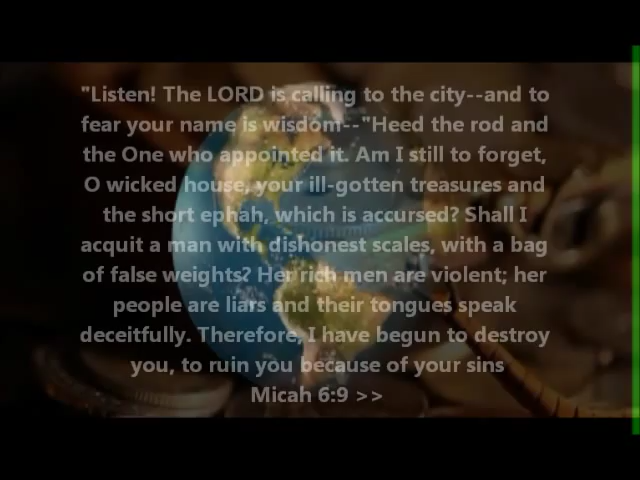 "Listen! The LORD is calling to the city--and to
fear your name is wisdom--"Heed the rod and
the One who appointed it. Am I still to forget,
O wicked house, your ill-gotten treasures and
the short ephah, which is accursed? Shall I
acquit a man with dishonest scales, with a bag
of false weights? Her rich men are violent; her
people are liars and their tongues speak
deceitfully. Therefore, I have begun to destroy
you, to ruin you because of your sins
Micah 6:9 >>